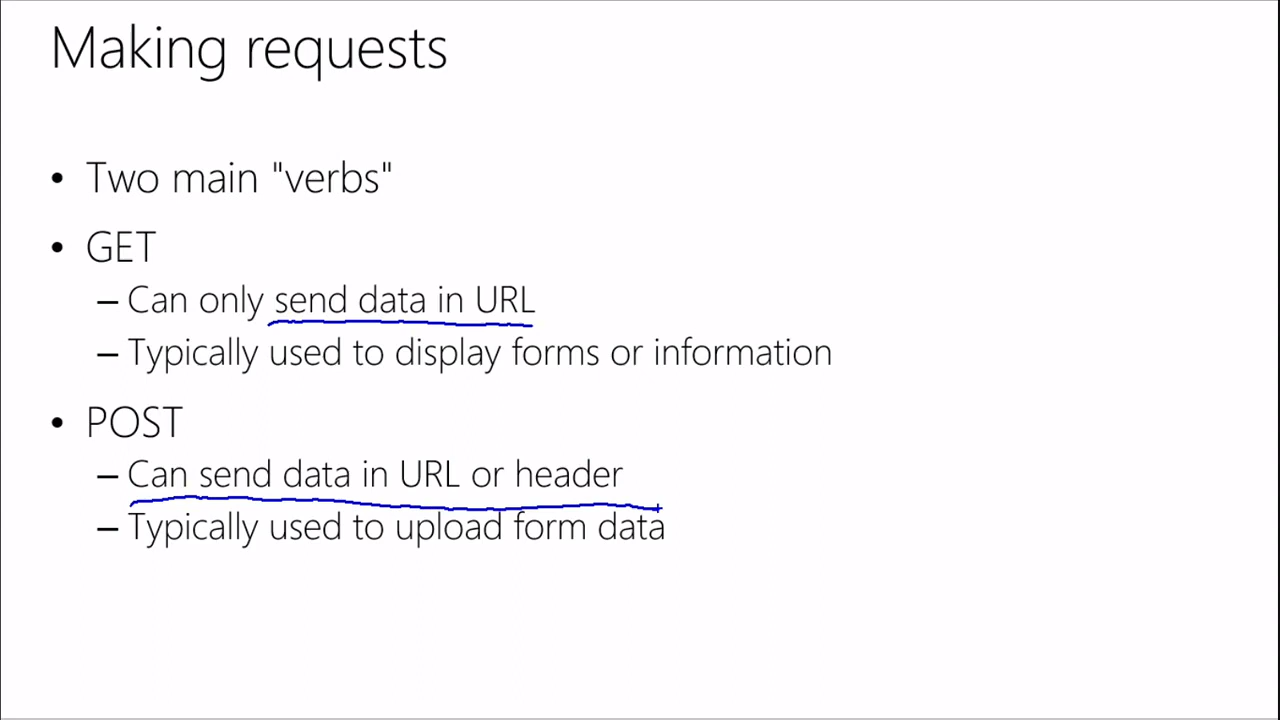 Making requests
• Two main "verbs"
• GET
– Can only send data in URL
– Typically used to display forms or information
• POST
– Can send data in URL or header
– Typically used to upload form data